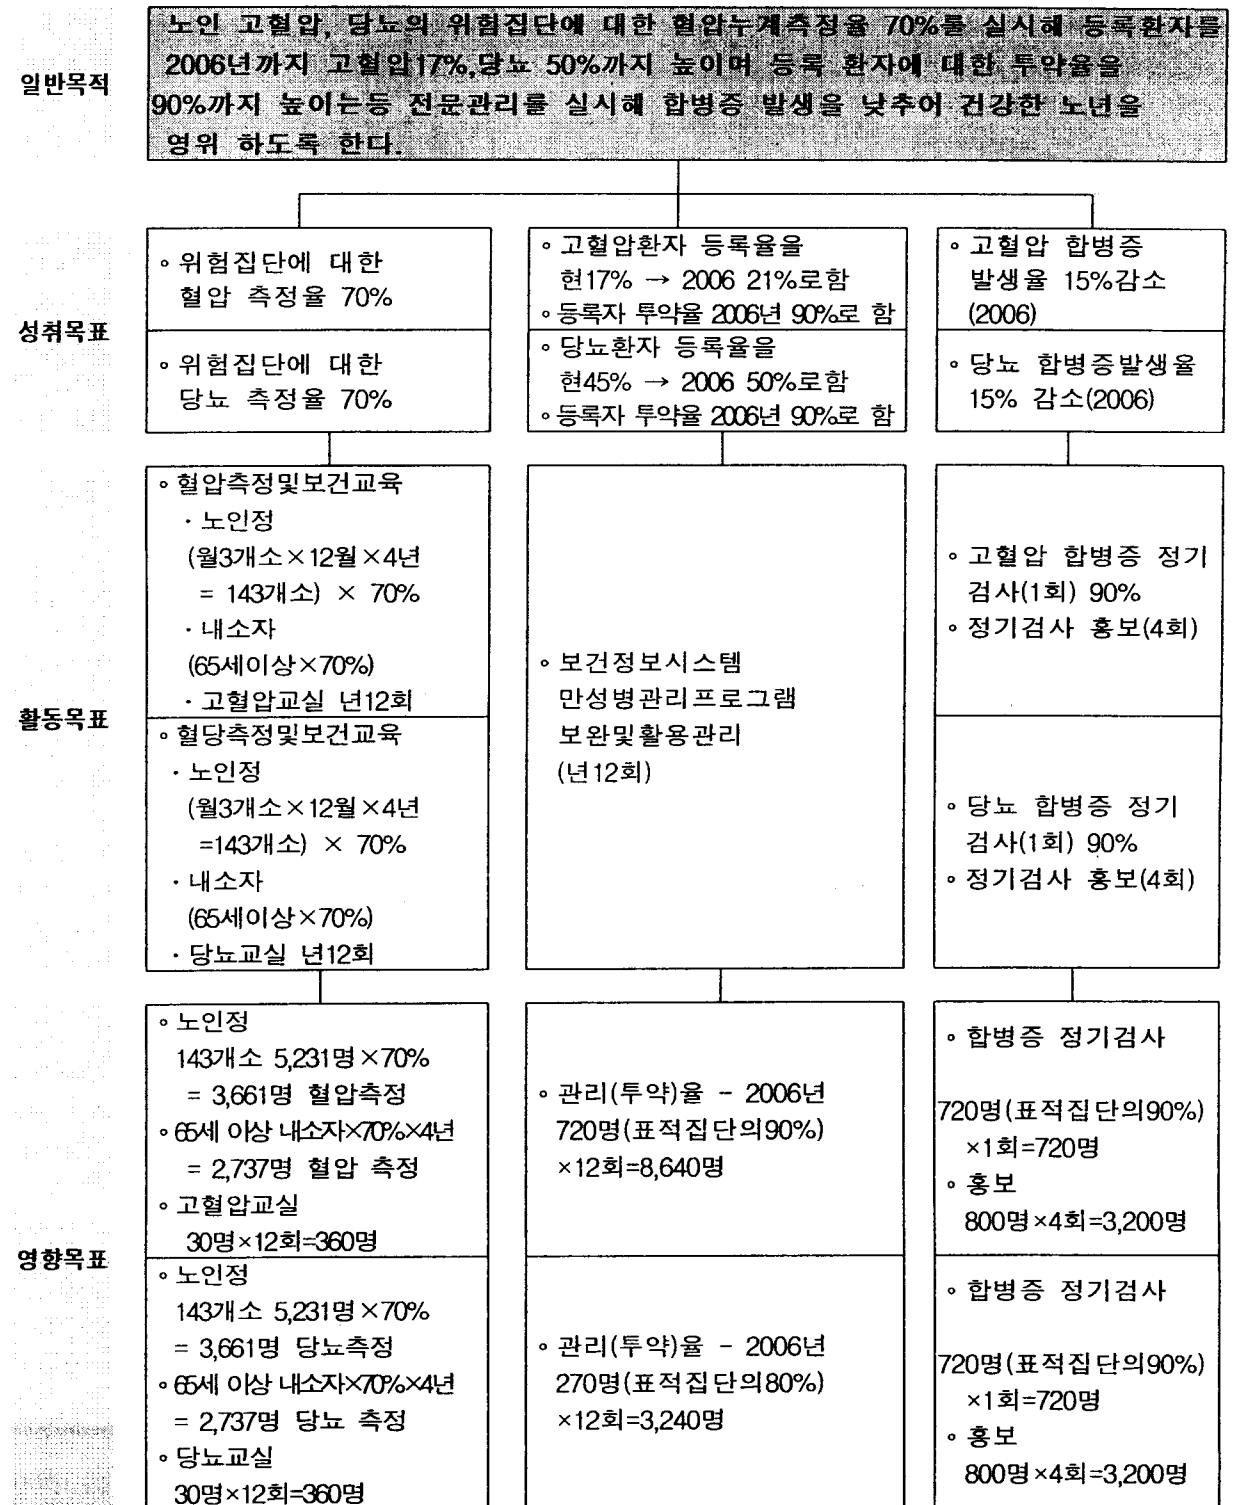 일반목적
노인 고혈압, 당뇨의 위험집단에 대한 혈압누계측정율 70%를 실시해 등록환자를
2006년까지 고혈압17%,당뇨 50%까지 높이며 등록 환자에 대한 투약율을
90%까지 높이는등 전문관리를 실시해 합병증 발생을 낮추어 건강한 노년을
영위 하도록 한다.
성취목표
∘ 위험집단에 대한
혈압 측정율 70%
∘ 위험집단에 대한
당뇨 측정율 70%
∘ 고혈압환자 등록율을
현17% → 2006 21%로함
∘ 등록자 투약율 2006년 90%로 함
∘ 당뇨환자 등록율을
현45% → 2006 50%로함
∘ 등록자 투약율 2006년 90%로 함
∘ 고혈압 합병증
발생율 15%감소
(2006)
∘ 당뇨 합병증발생율
15% 감소(2006)
활동목표
∘ 혈압측정및보건교육
· 노인정
(월3개소×12월×4년
= 143개소) × 70%
· 내소자
(65세이상×70%)
· 고혈압교실 년12회
∘ 혈당측정및보건교육
· 노인정
(월3개소×12월×4년
=143개소) × 70%
· 내소자
(65세이상×70%)
· 당뇨교실 년12회
∘ 보건정보시스템
만성병관리프로그램
보완및활용관리
(년12회)
∘ 고혈압 합병증 정기
검사(1회) 90%
∘ 정기검사 홍보(4회)
∘ 당뇨 합병증 정기
검사(1회) 90%
∘ 정기검사 홍보(4회)
영향목표
∘ 노인정
143개소 5,231명×70%
= 3,661명 혈압측정
∘ 65세 이상 내소자×70%×4년
= 2,737명 혈압 측정
∘ 고혈압교실
30명×12회=360명
∘ 노인정
143개소 5,231명×70%
= 3,661명 당뇨측정
∘ 65세 이상 내소자×70%×4년
= 2,737명 당뇨 측정
∘ 당뇨교실
30명×12회=360명
∘ 관리(투약)율 - 2006년
720명(표적집단의90%)
×12회=8,640명
∘ 관리(투약)율 - 2006년
270명(표적집단의80%)
×12회=3,240명
∘ 합병증 정기검사
720명(표적집단의90%)
×1회=720명
∘ 홍보
800명×4회=3,200명
∘ 합병증 정기검사
720명(표적집단의90%)
×1회=720명
∘ 홍보
800명×4회=3,200명